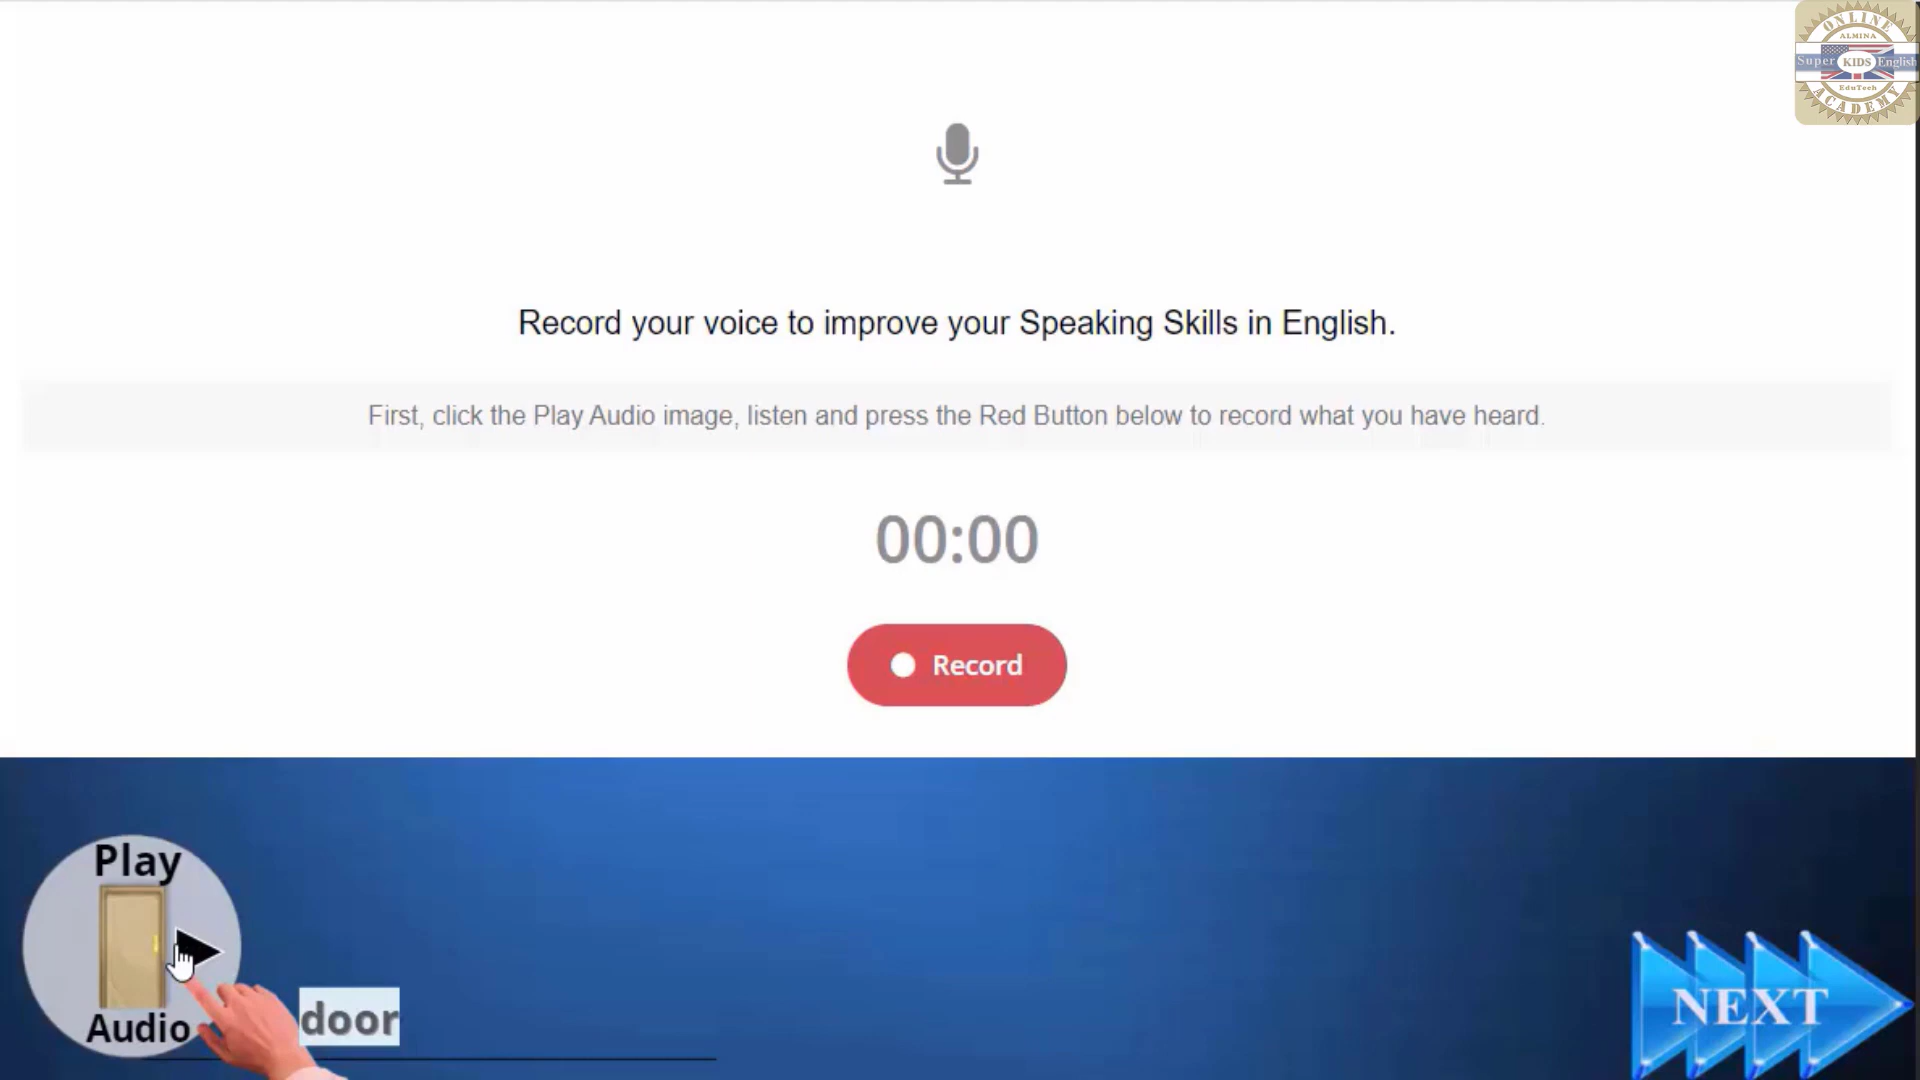 ONLINE
ALMINA
Super KIDS English
EduTech
ACADEMY
Record your voice to improve your Speaking Skills in English.
First, click the Play Audio image, listen and press the Red Button below to record what you have heard.
00:00
Record
Play
Audio
door
NEXT